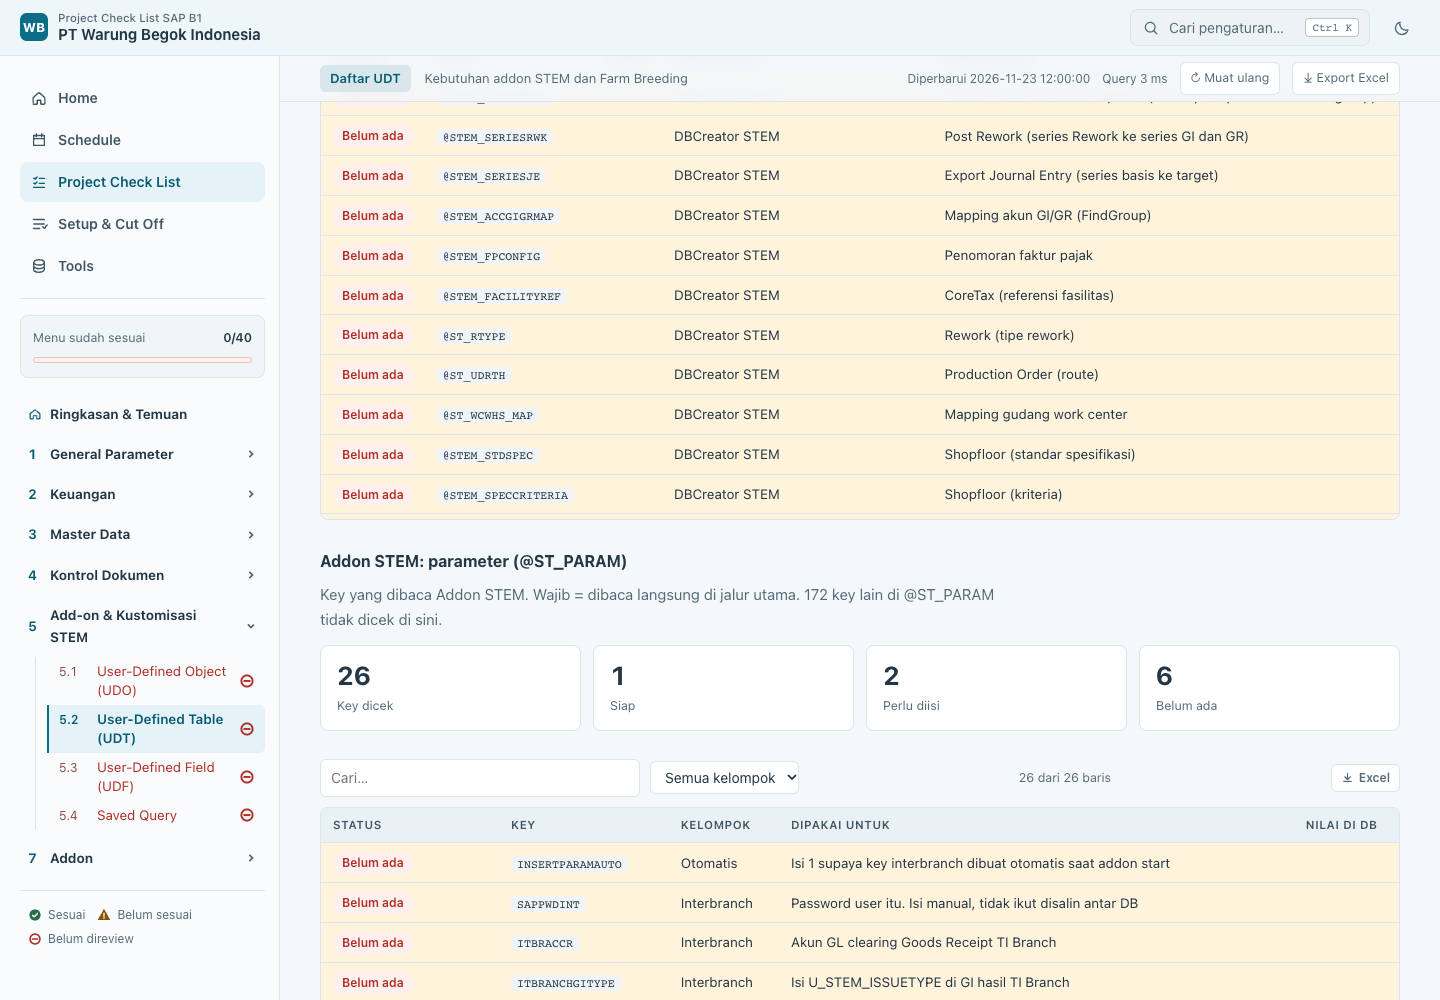 WB
Project Check List SAP B1
PT Warung Begok Indonesia
Cari pengaturan...
Ctrl K
Home
Schedule
Project Check List
Setup & Cut Off
Tools
Menu sudah sesuai 0/40
Ringkasan & Temuan
1 General Parameter
2 Keuangan
3 Master Data
4 Kontrol Dokumen
5 Add-on & Kustomisasi STEM
5.1 User-Defined Object (UDO)
5.2 User-Defined Table (UDT)
5.3 User-Defined Field (UDF)
5.4 Saved Query
7 Addon
Sesuai
Belum sesuai
Belum direview
Daftar UDT
Kebutuhan addon STEM dan Farm Breeding
Diperbarui 2026-11-23 12:00:00
Query 3 ms
Muat ulang
Export Excel
Belum ada @STEM_SERIESRWK DBCreator STEM Post Rework (series Rework ke series GI dan GR)
Belum ada @STEM_SERIESJE DBCreator STEM Export Journal Entry (series basis ke target)
Belum ada @STEM_ACCGIGRMAP DBCreator STEM Mapping akun GI/GR (FindGroup)
Belum ada @STEM_FPCONFIG DBCreator STEM Penomoran faktur pajak
Belum ada @STEM_FACILITYREF DBCreator STEM CoreTax (referensi fasilitas)
Belum ada @ST_RTYPE DBCreator STEM Rework (tipe rework)
Belum ada @ST_UDRTH DBCreator STEM Production Order (route)
Belum ada @ST_WCWHS_MAP DBCreator STEM Mapping gudang work center
Belum ada @STEM_STDSPEC DBCreator STEM Shopfloor (standar spesifikasi)
Belum ada @STEM_SPECCRITERIA DBCreator STEM Shopfloor (kriteria)
Addon STEM: parameter (@ST_PARAM)
Key yang dibaca Addon STEM. Wajib = dibaca langsung di jalur utama. 172 key lain di @ST_PARAM
tidak dicek di sini.
26
Key dicek
1
Siap
2
Perlu diisi
6
Belum ada
Cari...
Semua kelompok
26 dari 26 baris
Excel
STATUS KEY KELOMPOK DIPAKAI UNTUK NILAI DI DB
Belum ada INSERTPARAMAUTO Otomatis Isi 1 supaya key interbranch dibuat otomatis saat addon start
Belum ada SAPPWDINT Interbranch Password user itu. Isi manual, tidak ikut disalin antar DB
Belum ada ITBRACCR Interbranch Akun GL clearing Goods Receipt TI Branch
Belum ada ITBRANCHGITYPE Interbranch Isi U_STEM_ISSUETYPE di GI hasil TI Branch